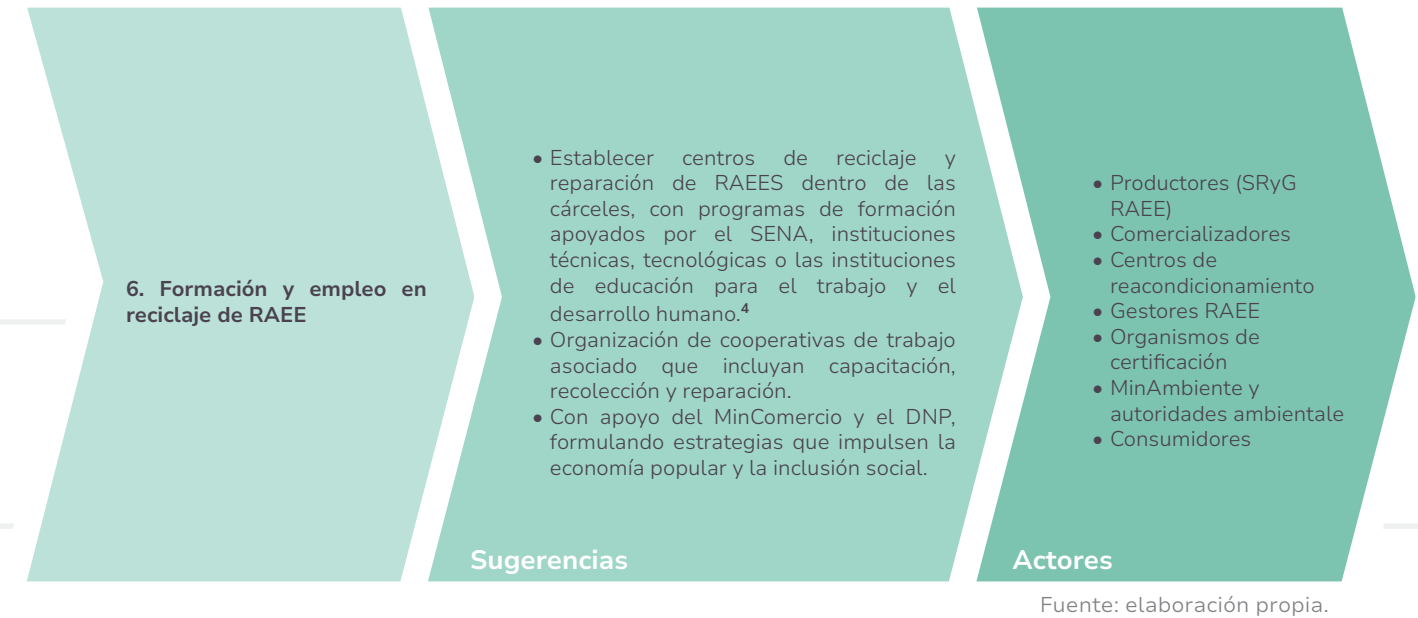 6. Formación y empleo en
reciclaje de RAEE
• Establecer centros de reciclaje y
reparación de RAEES dentro de las
cárceles, con programas de formación
apoyados por el SENA, instituciones
técnicas, tecnológicas o las instituciones
de educación para el trabajo y el
desarrollo humano.⁴
• Organización de cooperativas de trabajo
asociado que incluyan capacitación,
recolección y reparación.
• Con apoyo del MinComercio y el DNP,
formulando estrategias que impulsen la
economía popular y la inclusión social.
Sugerencias
• Productores (SRyG
RAEE)
• Comercializadores
• Centros de
reacondicionamiento
• Gestores RAEE
• Organismos de
certificación
• MinAmbiente y
autoridades ambientale
• Consumidores
Actores
Fuente: elaboración propia.